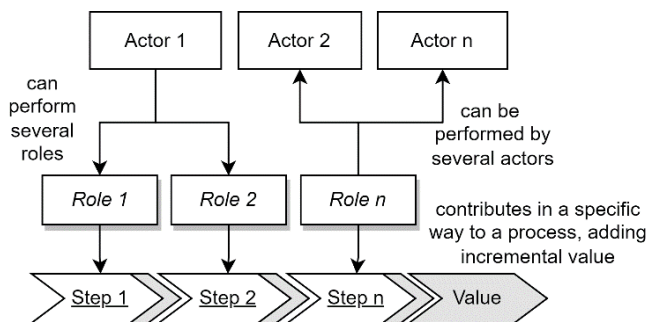 Actor 1
Actor 2
Actor n
can
perform
several
roles
can be
performed by
several actors
Role 1
Role 2
Role n
contributes in a specific
way to a process, adding
incremental value
Step 1
Step 2
Step n
Value